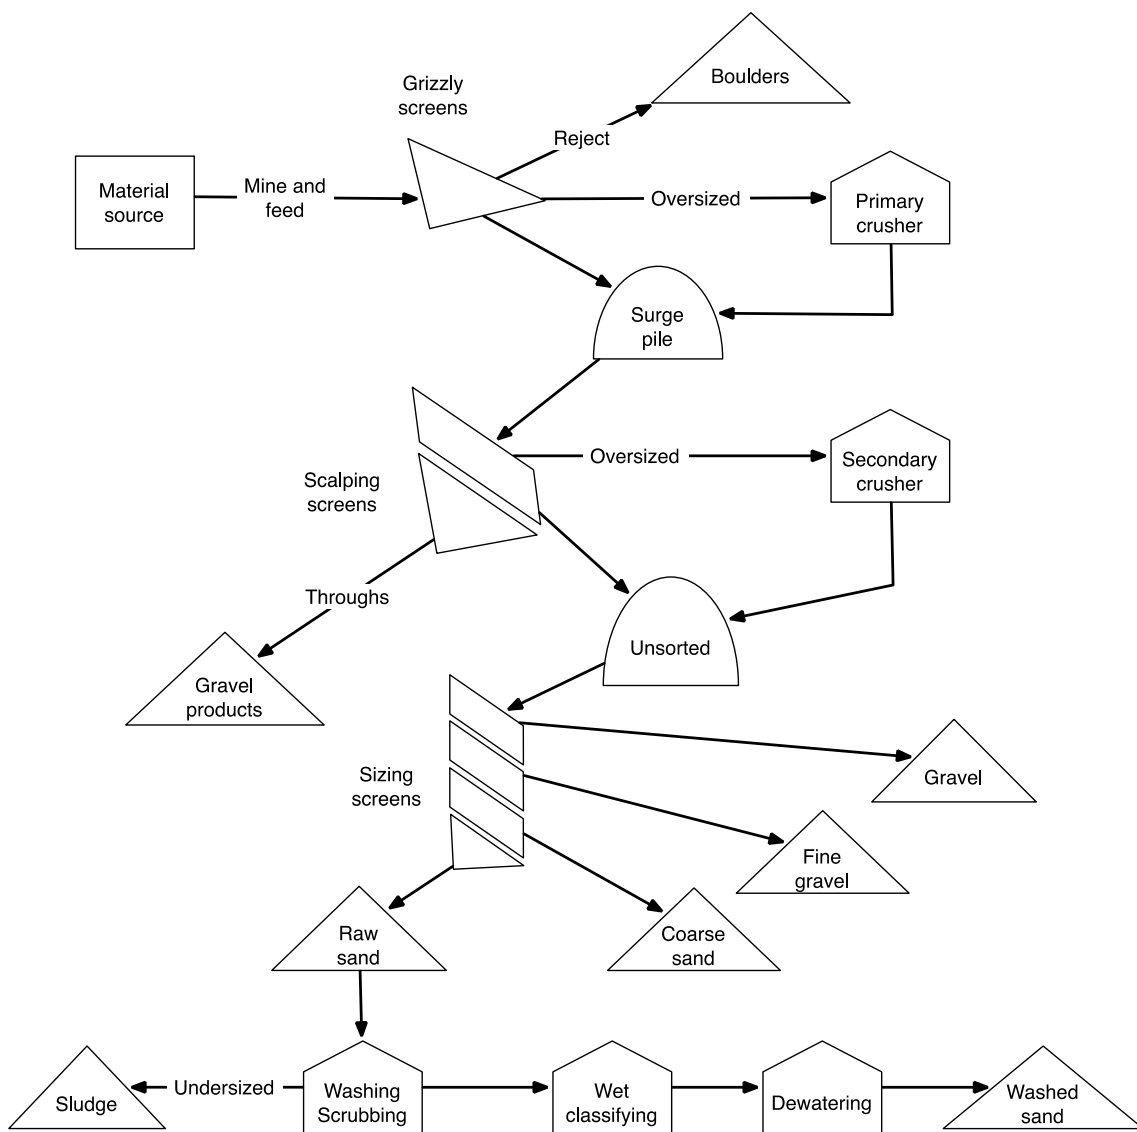 Boulders
Grizzly
screens
Reject
Material
source
Mine and
feed
Oversized
Primary
crusher
Surge
pile
Scalping
screens
Oversized
Secondary
crusher
Throughs
Unsorted
Gravel
products
Sizing
screens
Gravel
Fine
gravel
Raw
sand
Coarse
sand
Sludge
Undersized
Washing
Scrubbing
Wet
classifying
Dewatering
Washed
sand